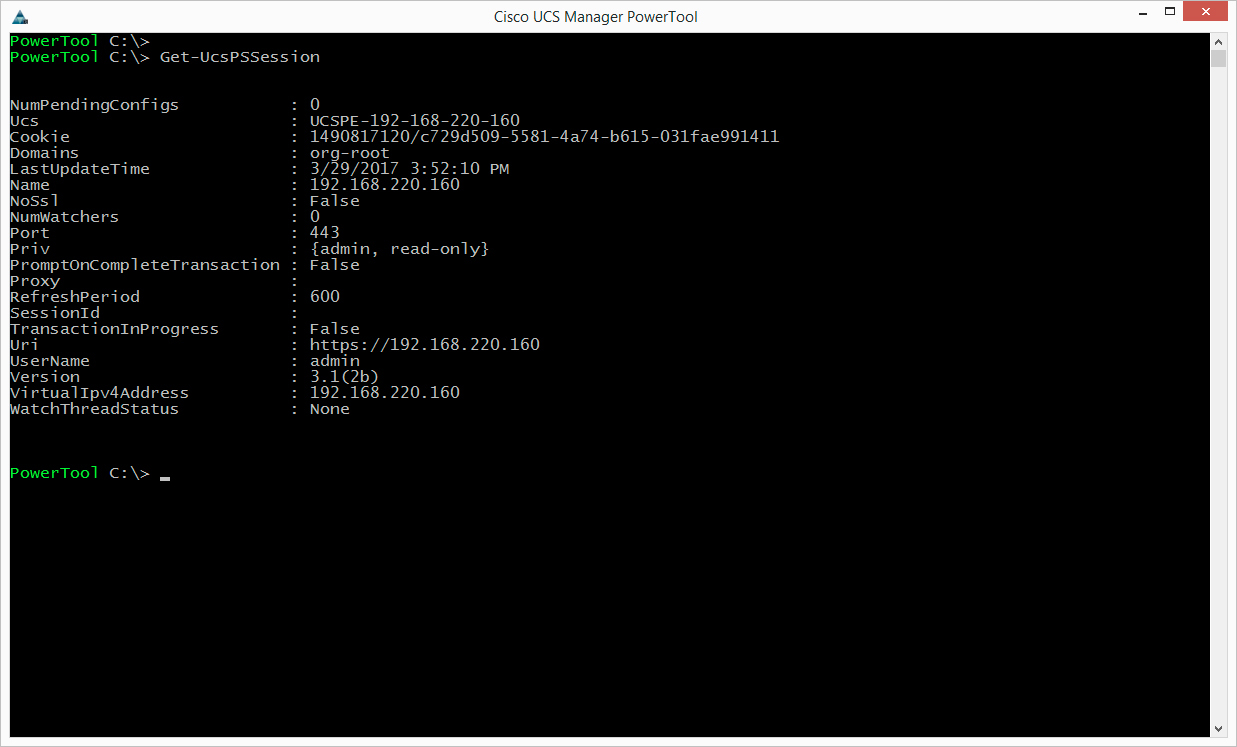 Cisco UCS Manager PowerTool
PowerTool C:\>
PowerTool C:\> Get-UcsPSSession
NumPendingConfigs : 0
Ucs : UCSPE-192-168-220-160
Cookie : 1490817120/c729d509-5581-4a74-b615-031fae991411
Domains : org-root
LastUpdateTime : 3/29/2017 3:52:10 PM
Name : 192.168.220.160
NoSsl : False
NumWatchers : 0
Port : 443
Priv : {admin, read-only}
PromptOnCompleteTransaction : False
Proxy :
RefreshPeriod : 600
SessionId :
TransactionInProgress : False
Uri : https://192.168.220.160
UserName : admin
Version : 3.1(2b)
VirtualIpv4Address : 192.168.220.160
WatchThreadStatus : None
PowerTool C:\> _